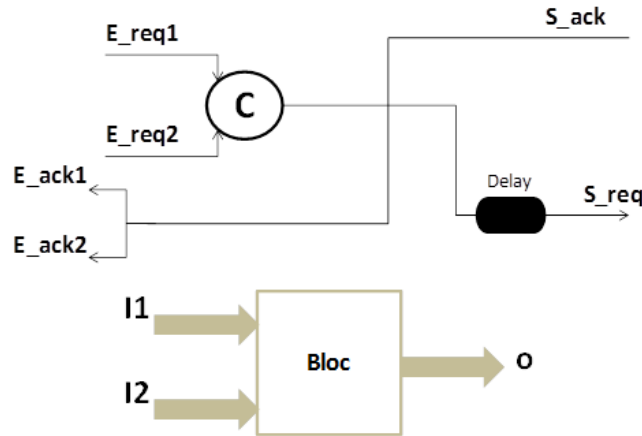 S_ack
E_req1
C
E_req2
E_ack1
Delay
S_req
E_ack2
I1
Bloc
O
I2